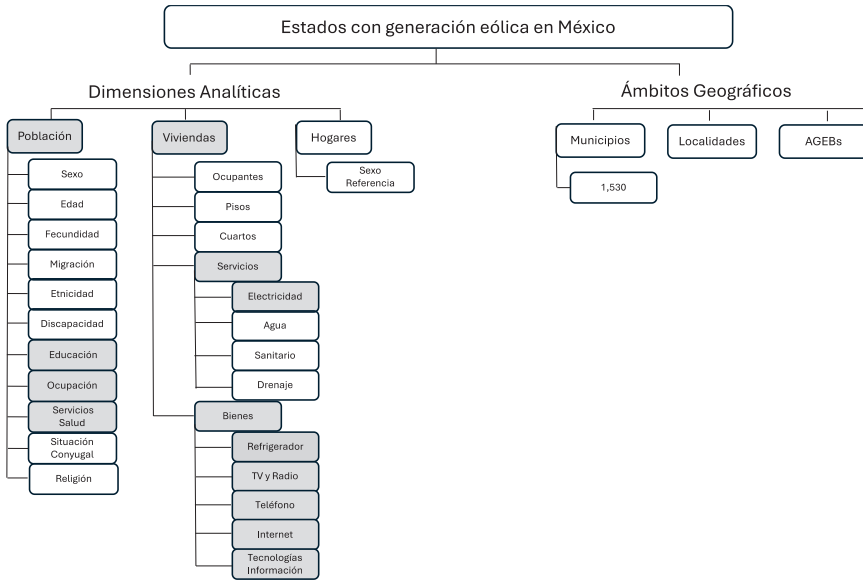 Estados con generación eólica en México
Dimensiones Analíticas
Ámbitos Geográficos
Población
Sexo
Edad
Fecundidad
Migración
Etnicidad
Discapacidad
Educación
Ocupación
Servicios
Salud
Situación
Conyugal
Religión
Viviendas
Ocupantes
Pisos
Cuartos
Servicios
Electricidad
Agua
Sanitario
Drenaje
Bienes
Refrigerador
TV y Radio
Teléfono
Internet
Tecnologías
Información
Hogares
Sexo
Referencia
Municipios
1,530
Localidades
AGEBs